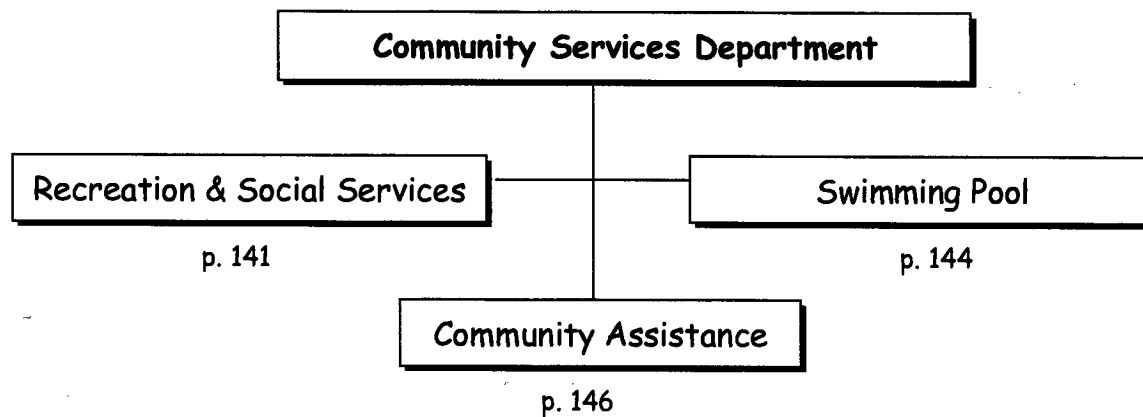 Community Services Department
Recreation & Social Services
Swimming Pool
p. 141
p. 144
Community Assistance
p. 146